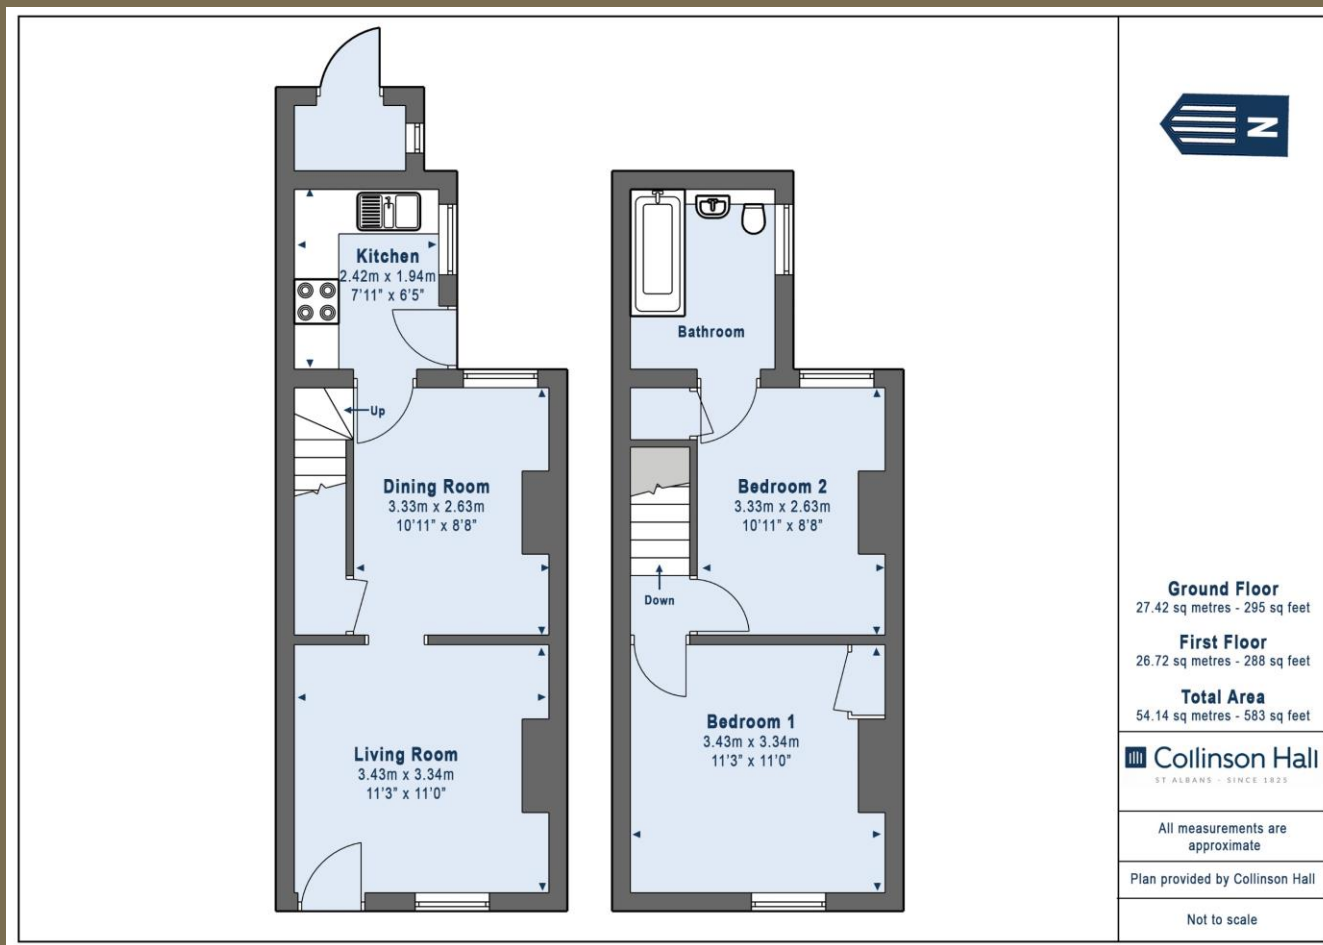 Kitchen
2.42m x 1.94m
7'11" x 6'5"
Up
Dining Room
3.33m x 2.63m
10'11" x 8'8"
Living Room
3.43m x 3.34m
11'3" x 11'0"
Bathroom
Bedroom 2
3.33m x 2.63m
10'11" x 8'8"
Down
Bedroom 1
3.43m x 3.34m
11'3" x 11'0"
N
Ground Floor
27.42 sq metres - 295 sq feet
First Floor
26.72 sq metres - 288 sq feet
Total Area
54.14 sq metres - 583 sq feet
Collinson Hall
ST ALBANS - SINCE 1825
All measurements are
approximate
Plan provided by Collinson Hall
Not to scale